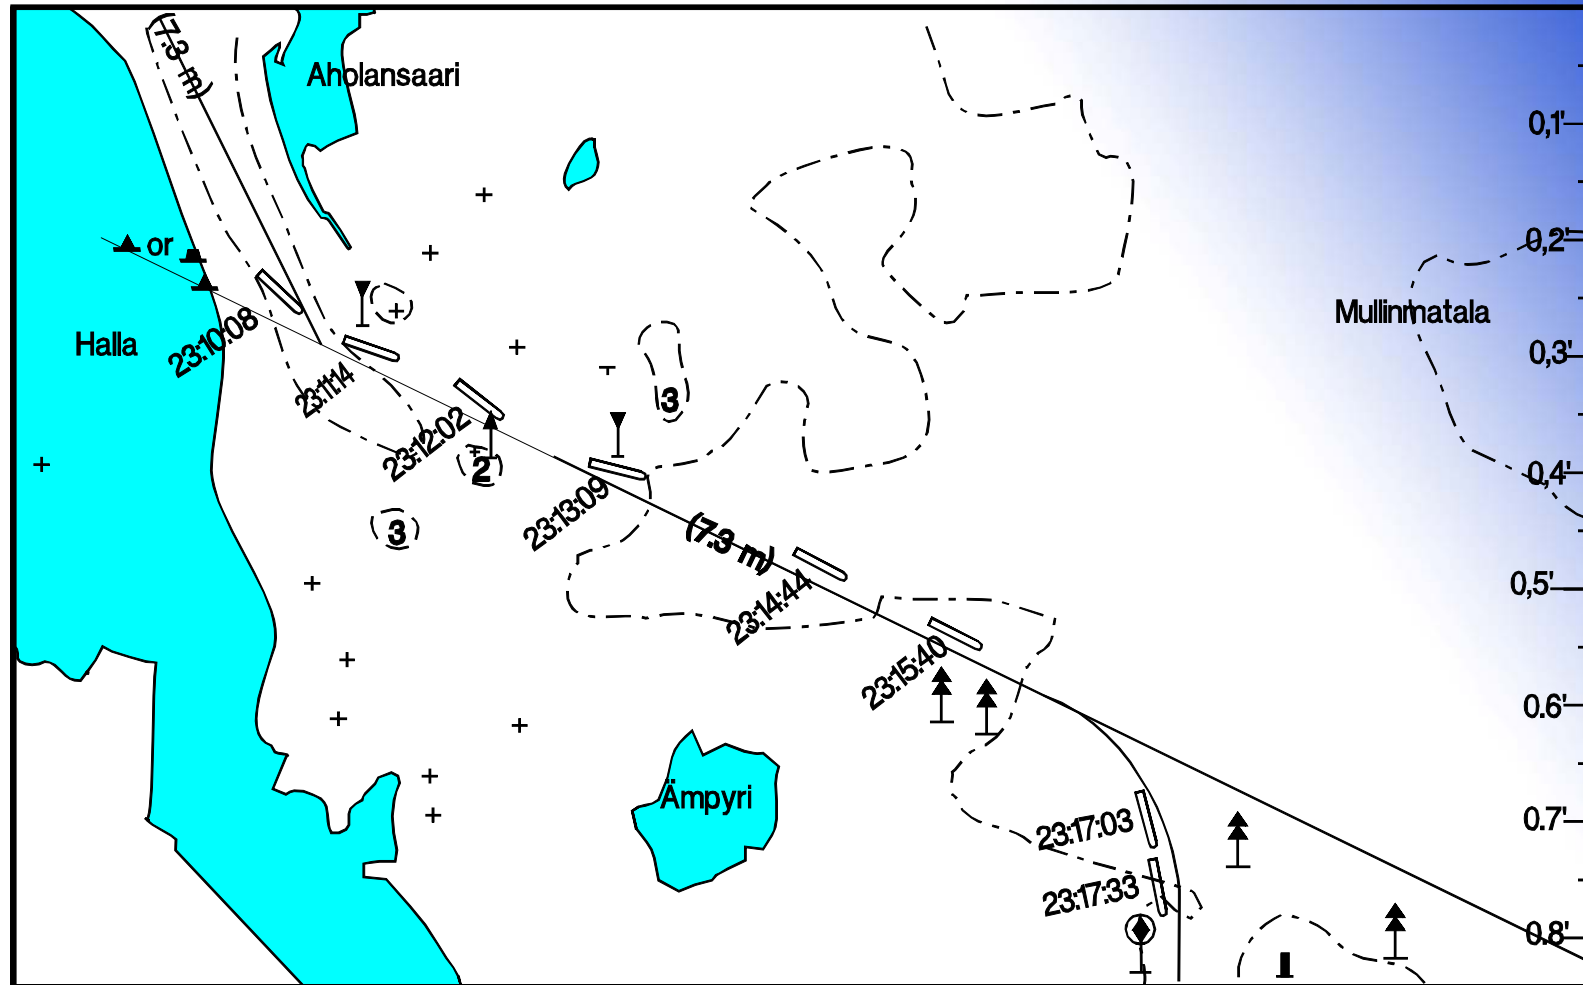 (7.3 m)
Aholansaari
0,1'
or
0,2'
Mullinmatala
23:10:08
Halla
0,3'
23:11:14
3
23:12:02
2
0,4'
23:13:09
3
(7.3 m)
0,5'
23:14:44
23:15:40
0.6'
Ämpyri
0.7'
23:17:03
23:17:33
0.8'